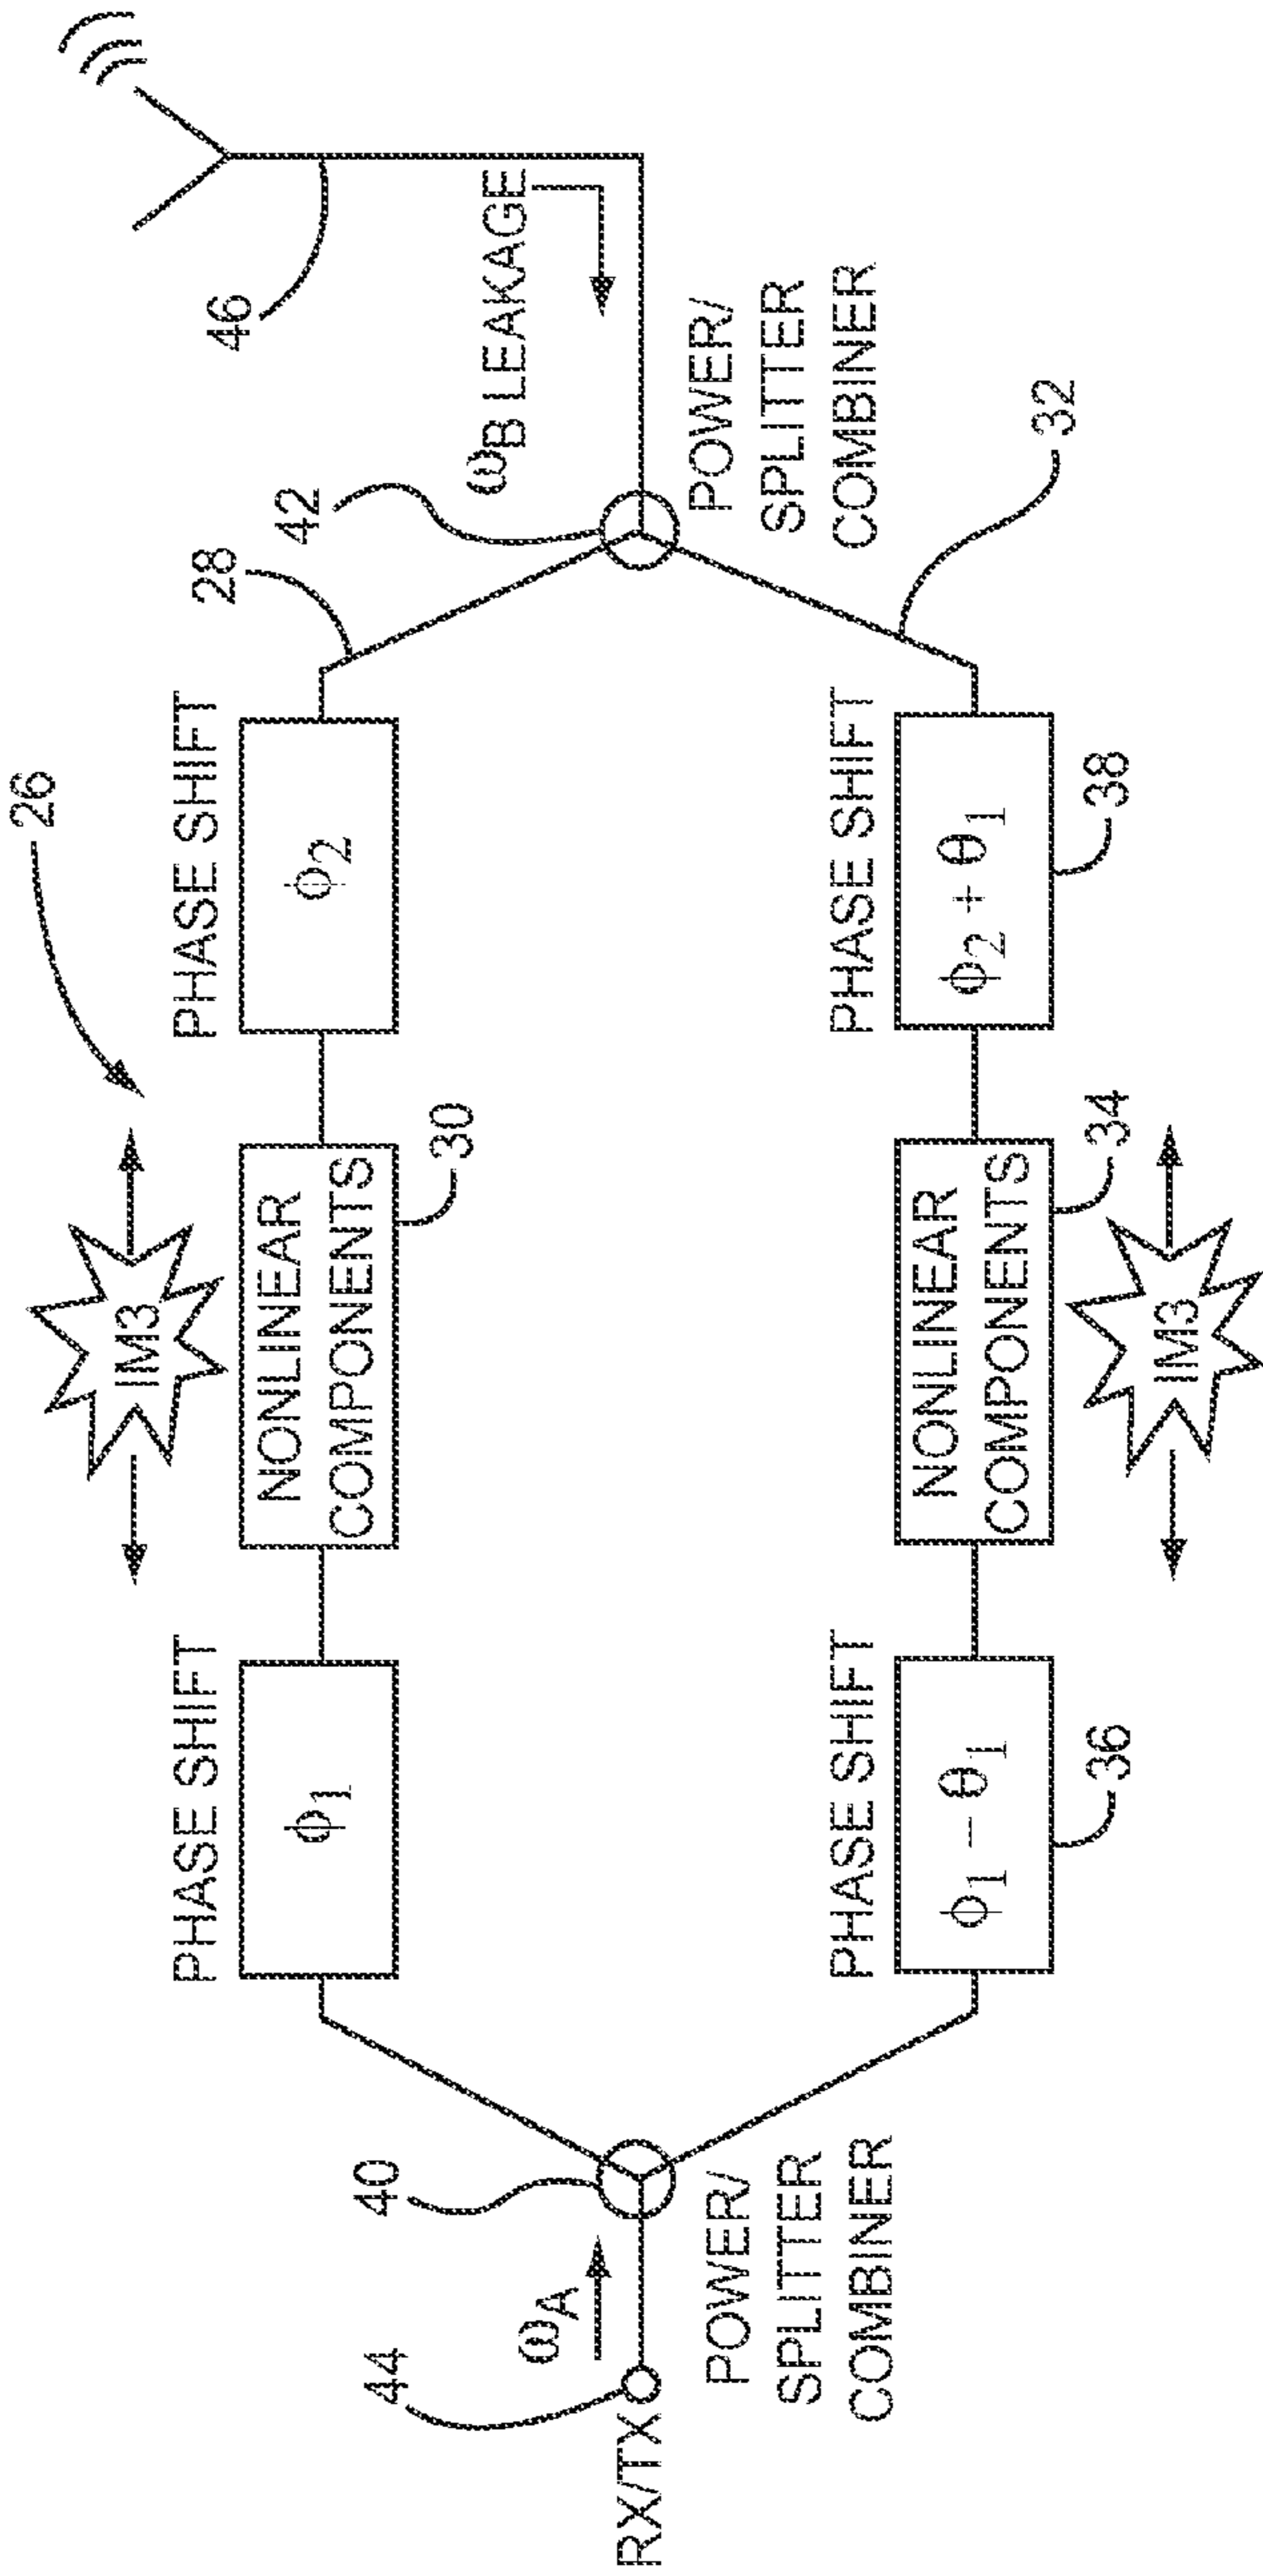 26
IM3
PHASE SHIFT
ϕ1
NONLINEAR
COMPONENTS
30
PHASE SHIFT
ϕ2
28
42
46
ωB LEAKAGE
44
ωA
40
RX/TX
POWER/
SPLITTER
COMBINER
POWER/
SPLITTER
COMBINER
32
PHASE SHIFT
ϕ1 − θ1
36
NONLINEAR
COMPONENTS
34
IM3
PHASE SHIFT
ϕ2 + θ1
38